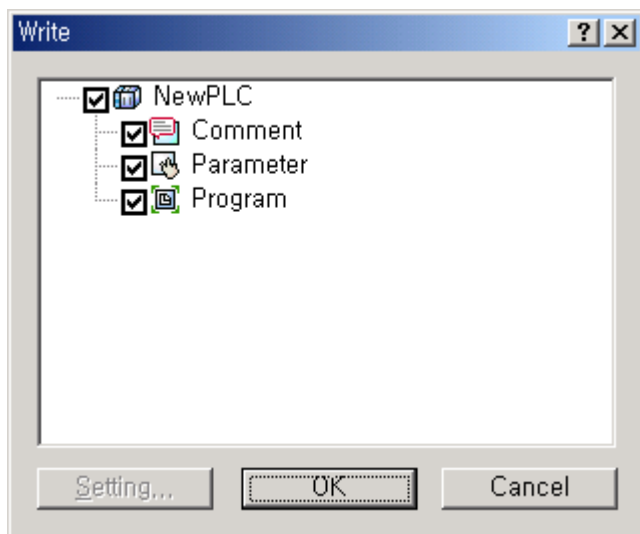 Write
NewPLC
Comment
Parameter
Program
Setting...
OK
Cancel